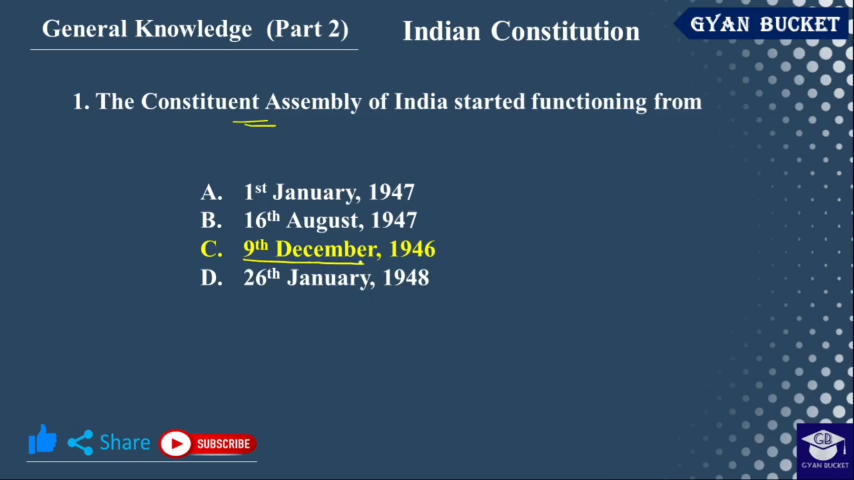 General Knowledge (Part 2)
Indian Constitution
GYAN BUCKET
1. The Constituent Assembly of India started functioning from
A. 1st January, 1947
B. 16th August, 1947
C. 9th December, 1946
D. 26th January, 1948
Share
SUBSCRIBE
GB
GYAN BUCKET